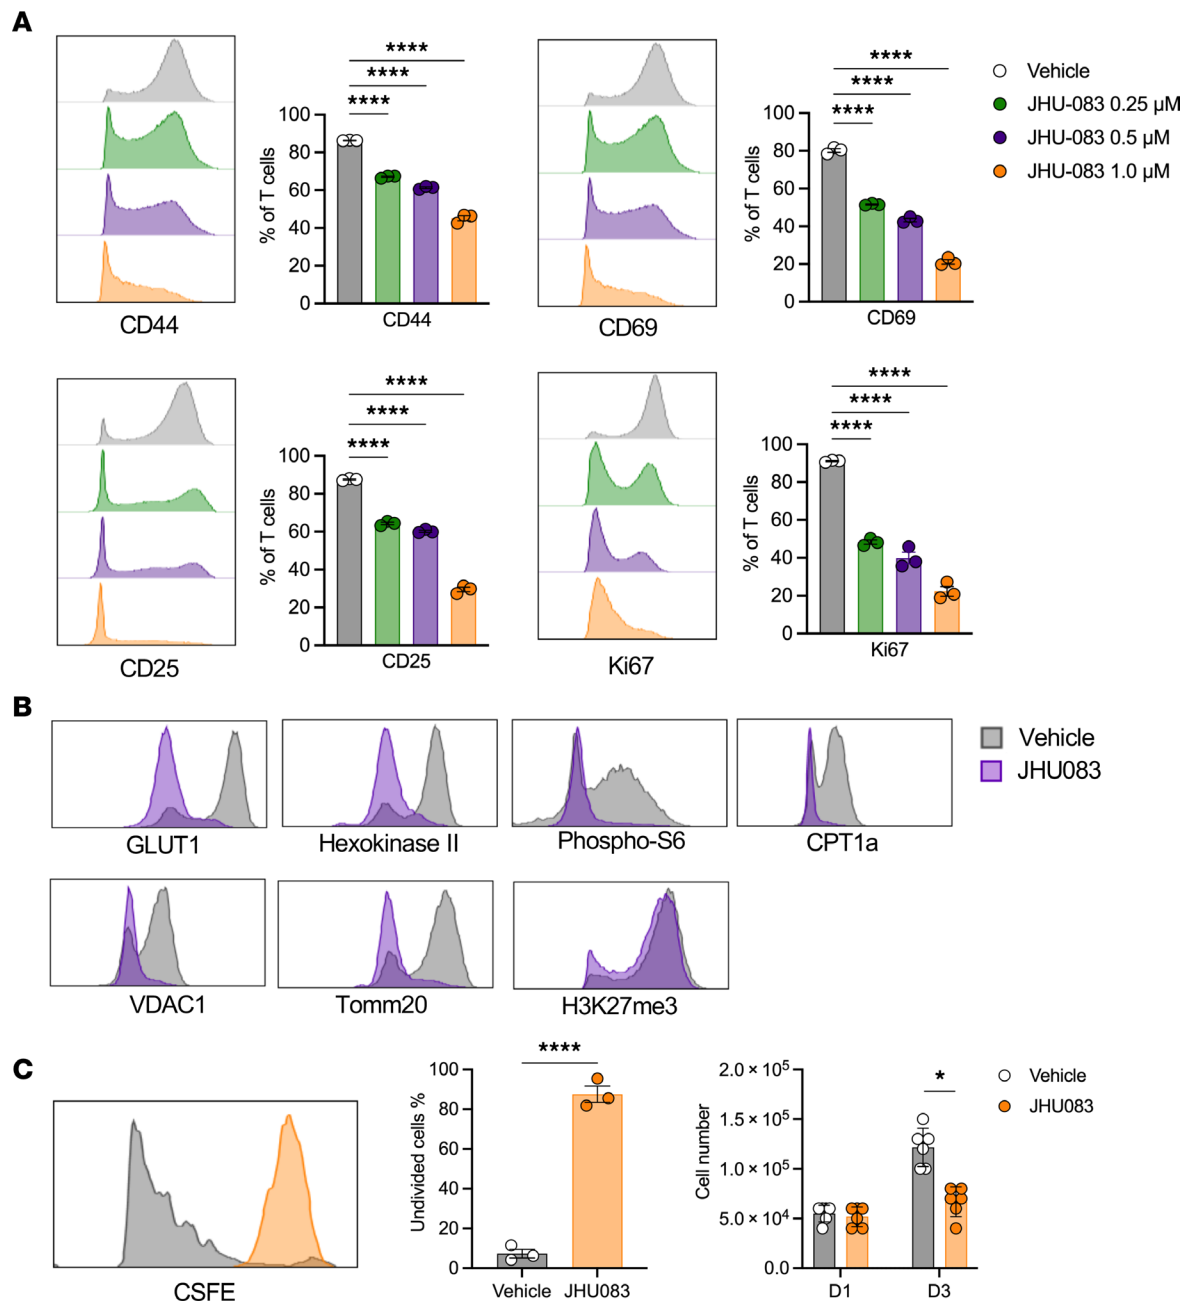 A
****
****
****
100
80
60
40
20
0
% of T cells
CD44
CD44
****
****
****
100
80
60
40
20
0
% of T cells
CD69
CD69
Vehicle
JHU-083 0.25 µM
JHU-083 0.5 µM
JHU-083 1.0 µM
****
****
****
100
80
60
40
20
0
% of T cells
CD25
CD25
****
****
****
100
80
60
40
20
0
% of T cells
Ki67
Ki67
B
GLUT1
Hexokinase II
Phospho-S6
CPT1a
Vehicle
JHU083
VDAC1
Tomm20
H3K27me3
C
CSFE
****
100
80
60
40
20
0
Undivided cells %
Vehicle JHU083
*
2.0 × 10⁵
1.5 × 10⁵
1.0 × 10⁵
5.0 × 10⁴
0.0
Cell number
D1 D3
Vehicle
JHU083